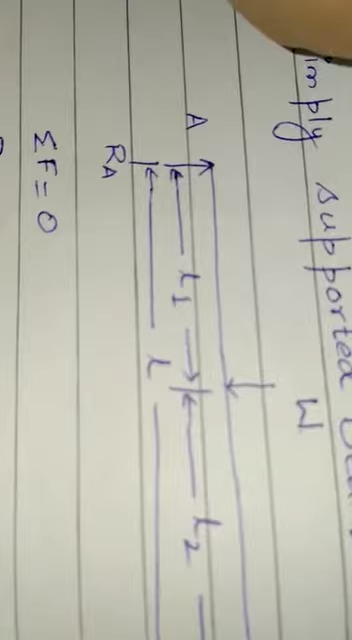 imply supported
W
A
l1 l2
RA l
ΣF = 0